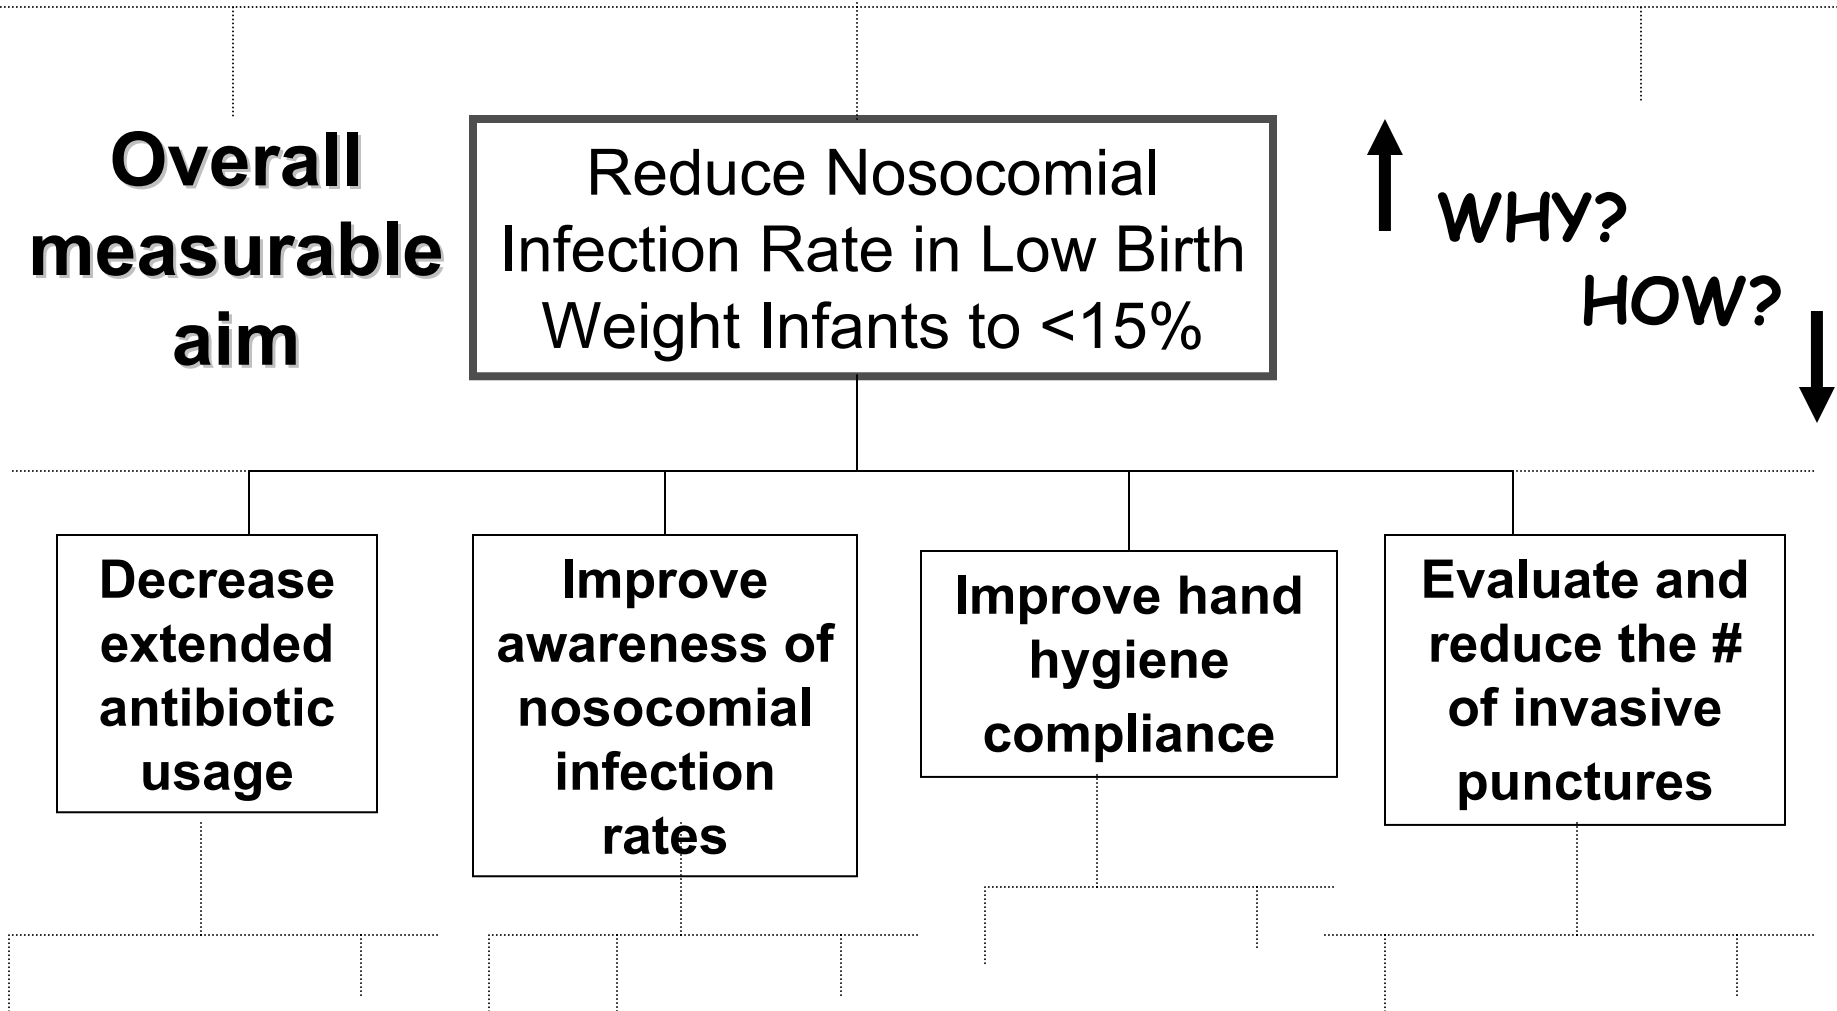 Overall
measurable
aim
Reduce Nosocomial
Infection Rate in Low Birth
Weight Infants to <15%
WHY?
HOW?
Decrease
extended
antibiotic
usage
Improve
awareness of
nosocomial
infection
rates
Improve hand
hygiene
compliance
Evaluate and
reduce the #
of invasive
punctures